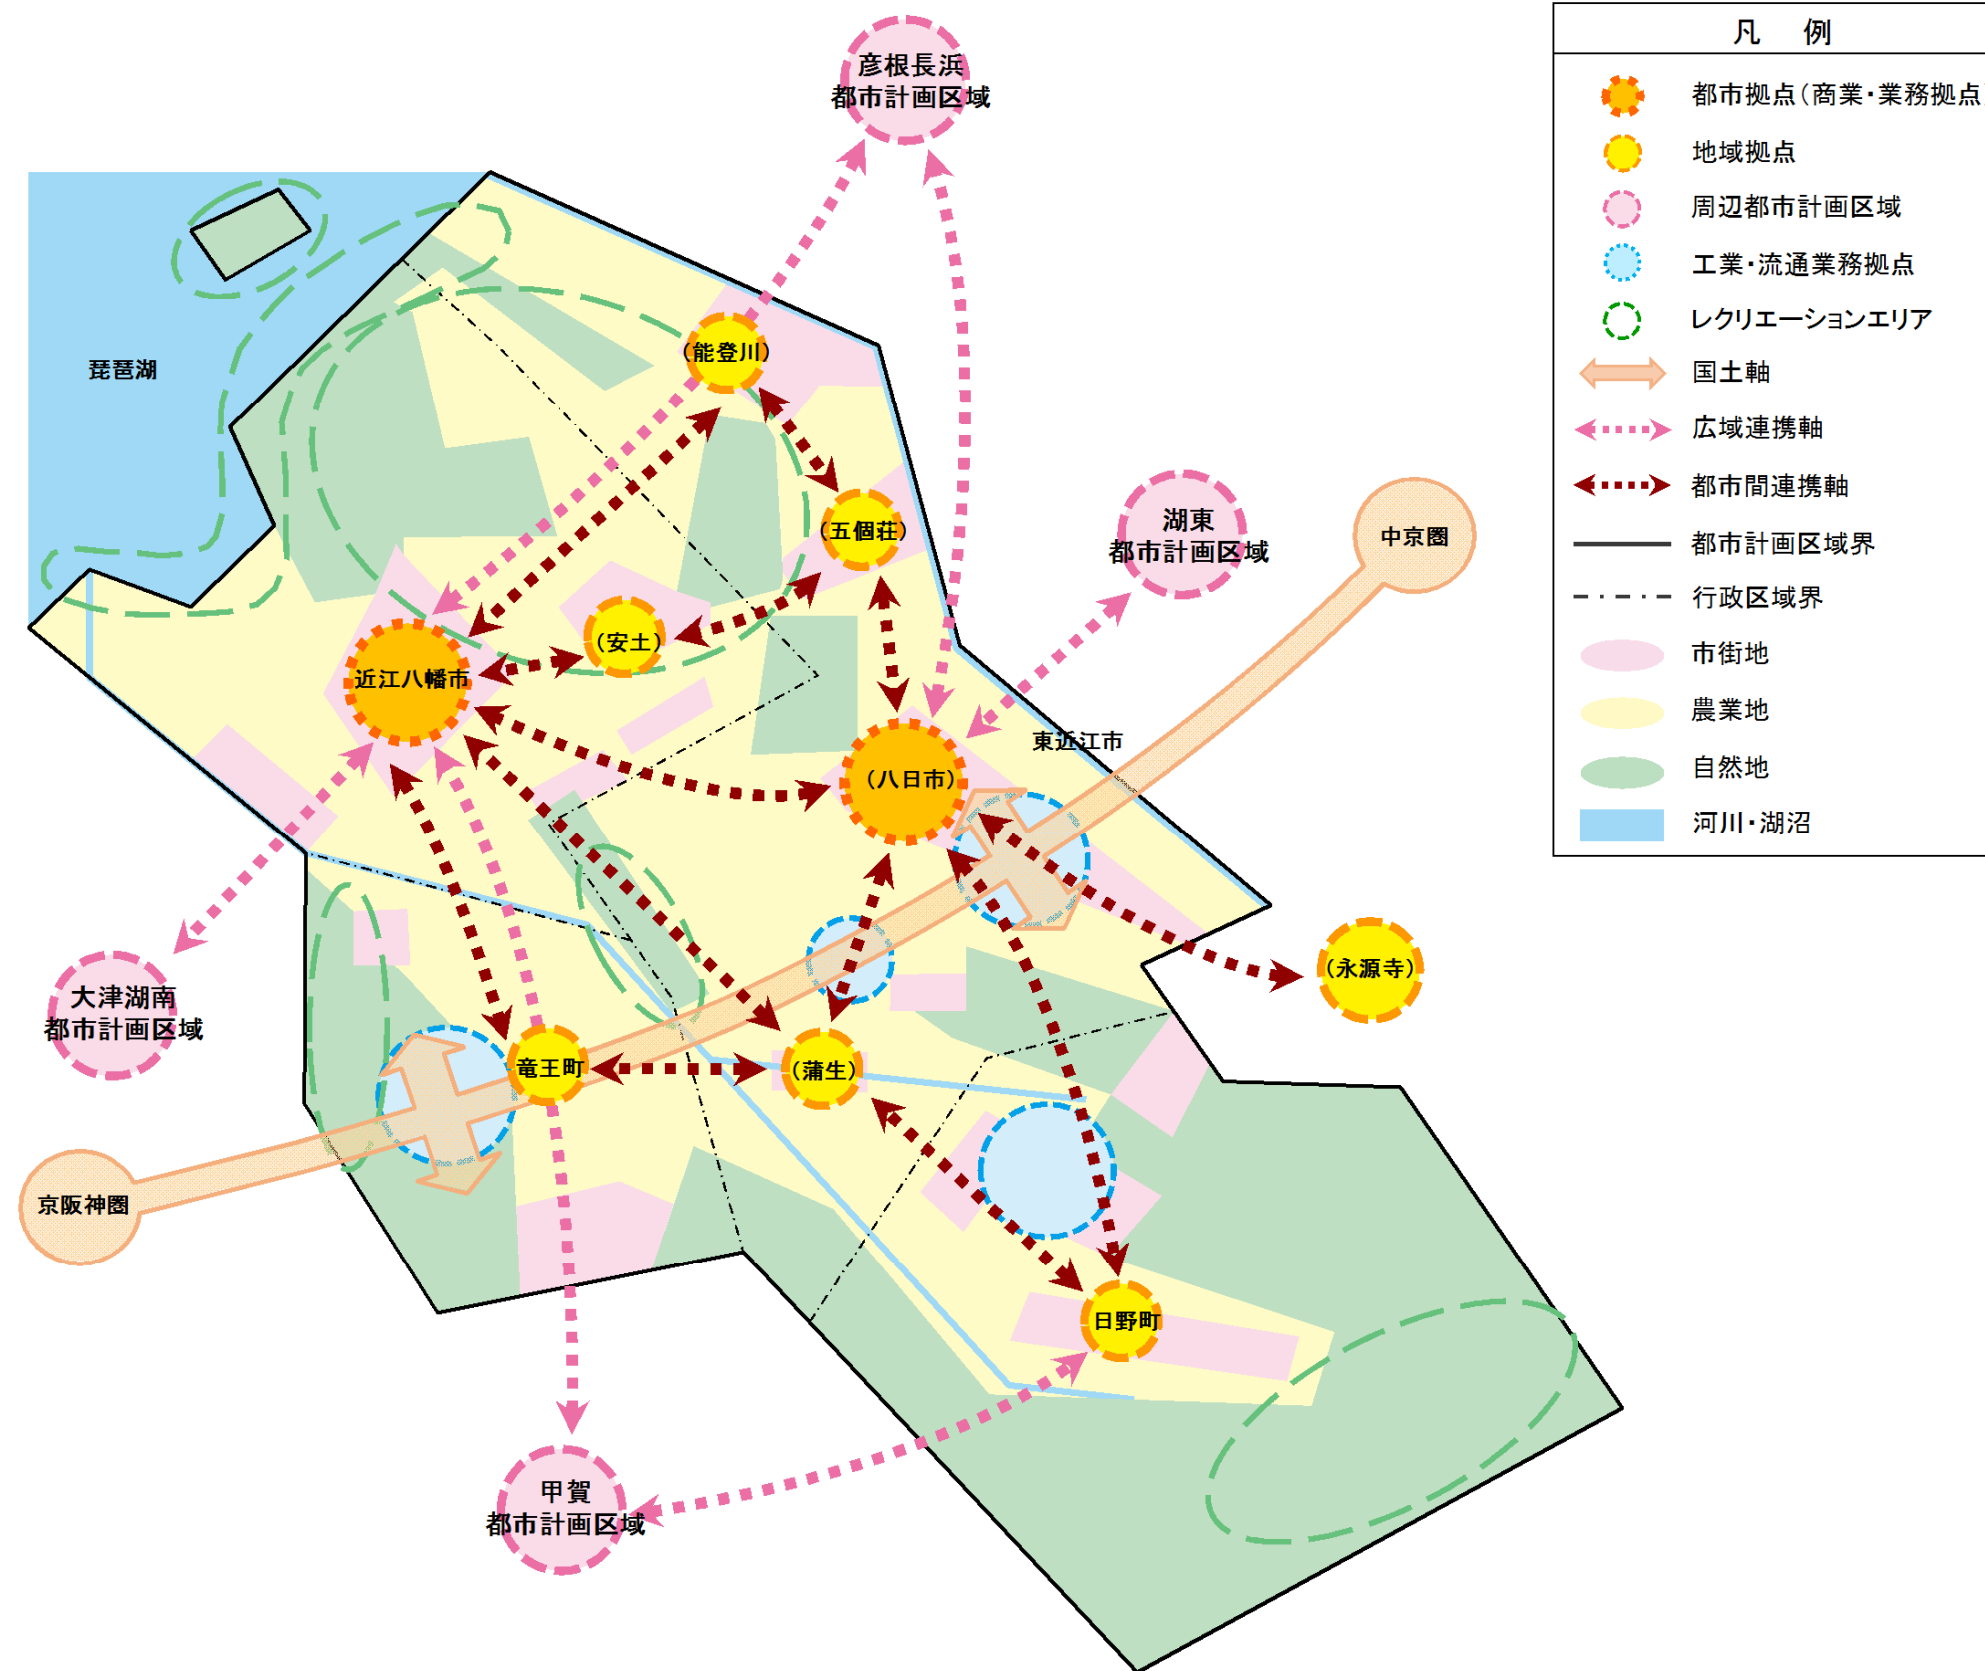 彦根長浜
都市計画区域
琵琶湖
(能登川)
(五個荘)
湖東
都市計画区域
中京圏
(安土)
近江八幡市
東近江市
(八日市)
(永源寺)
大津湖南
都市計画区域
竜王町
(蒲生)
京阪神圏
日野町
甲賀
都市計画区域
凡 例
都市拠点(商業・業務拠点
地域拠点
周辺都市計画区域
工業・流通業務拠点
レクリエーションエリア
国土軸
広域連携軸
都市間連携軸
都市計画区域界
行政区域界
市街地
農業地
自然地
河川・湖沼